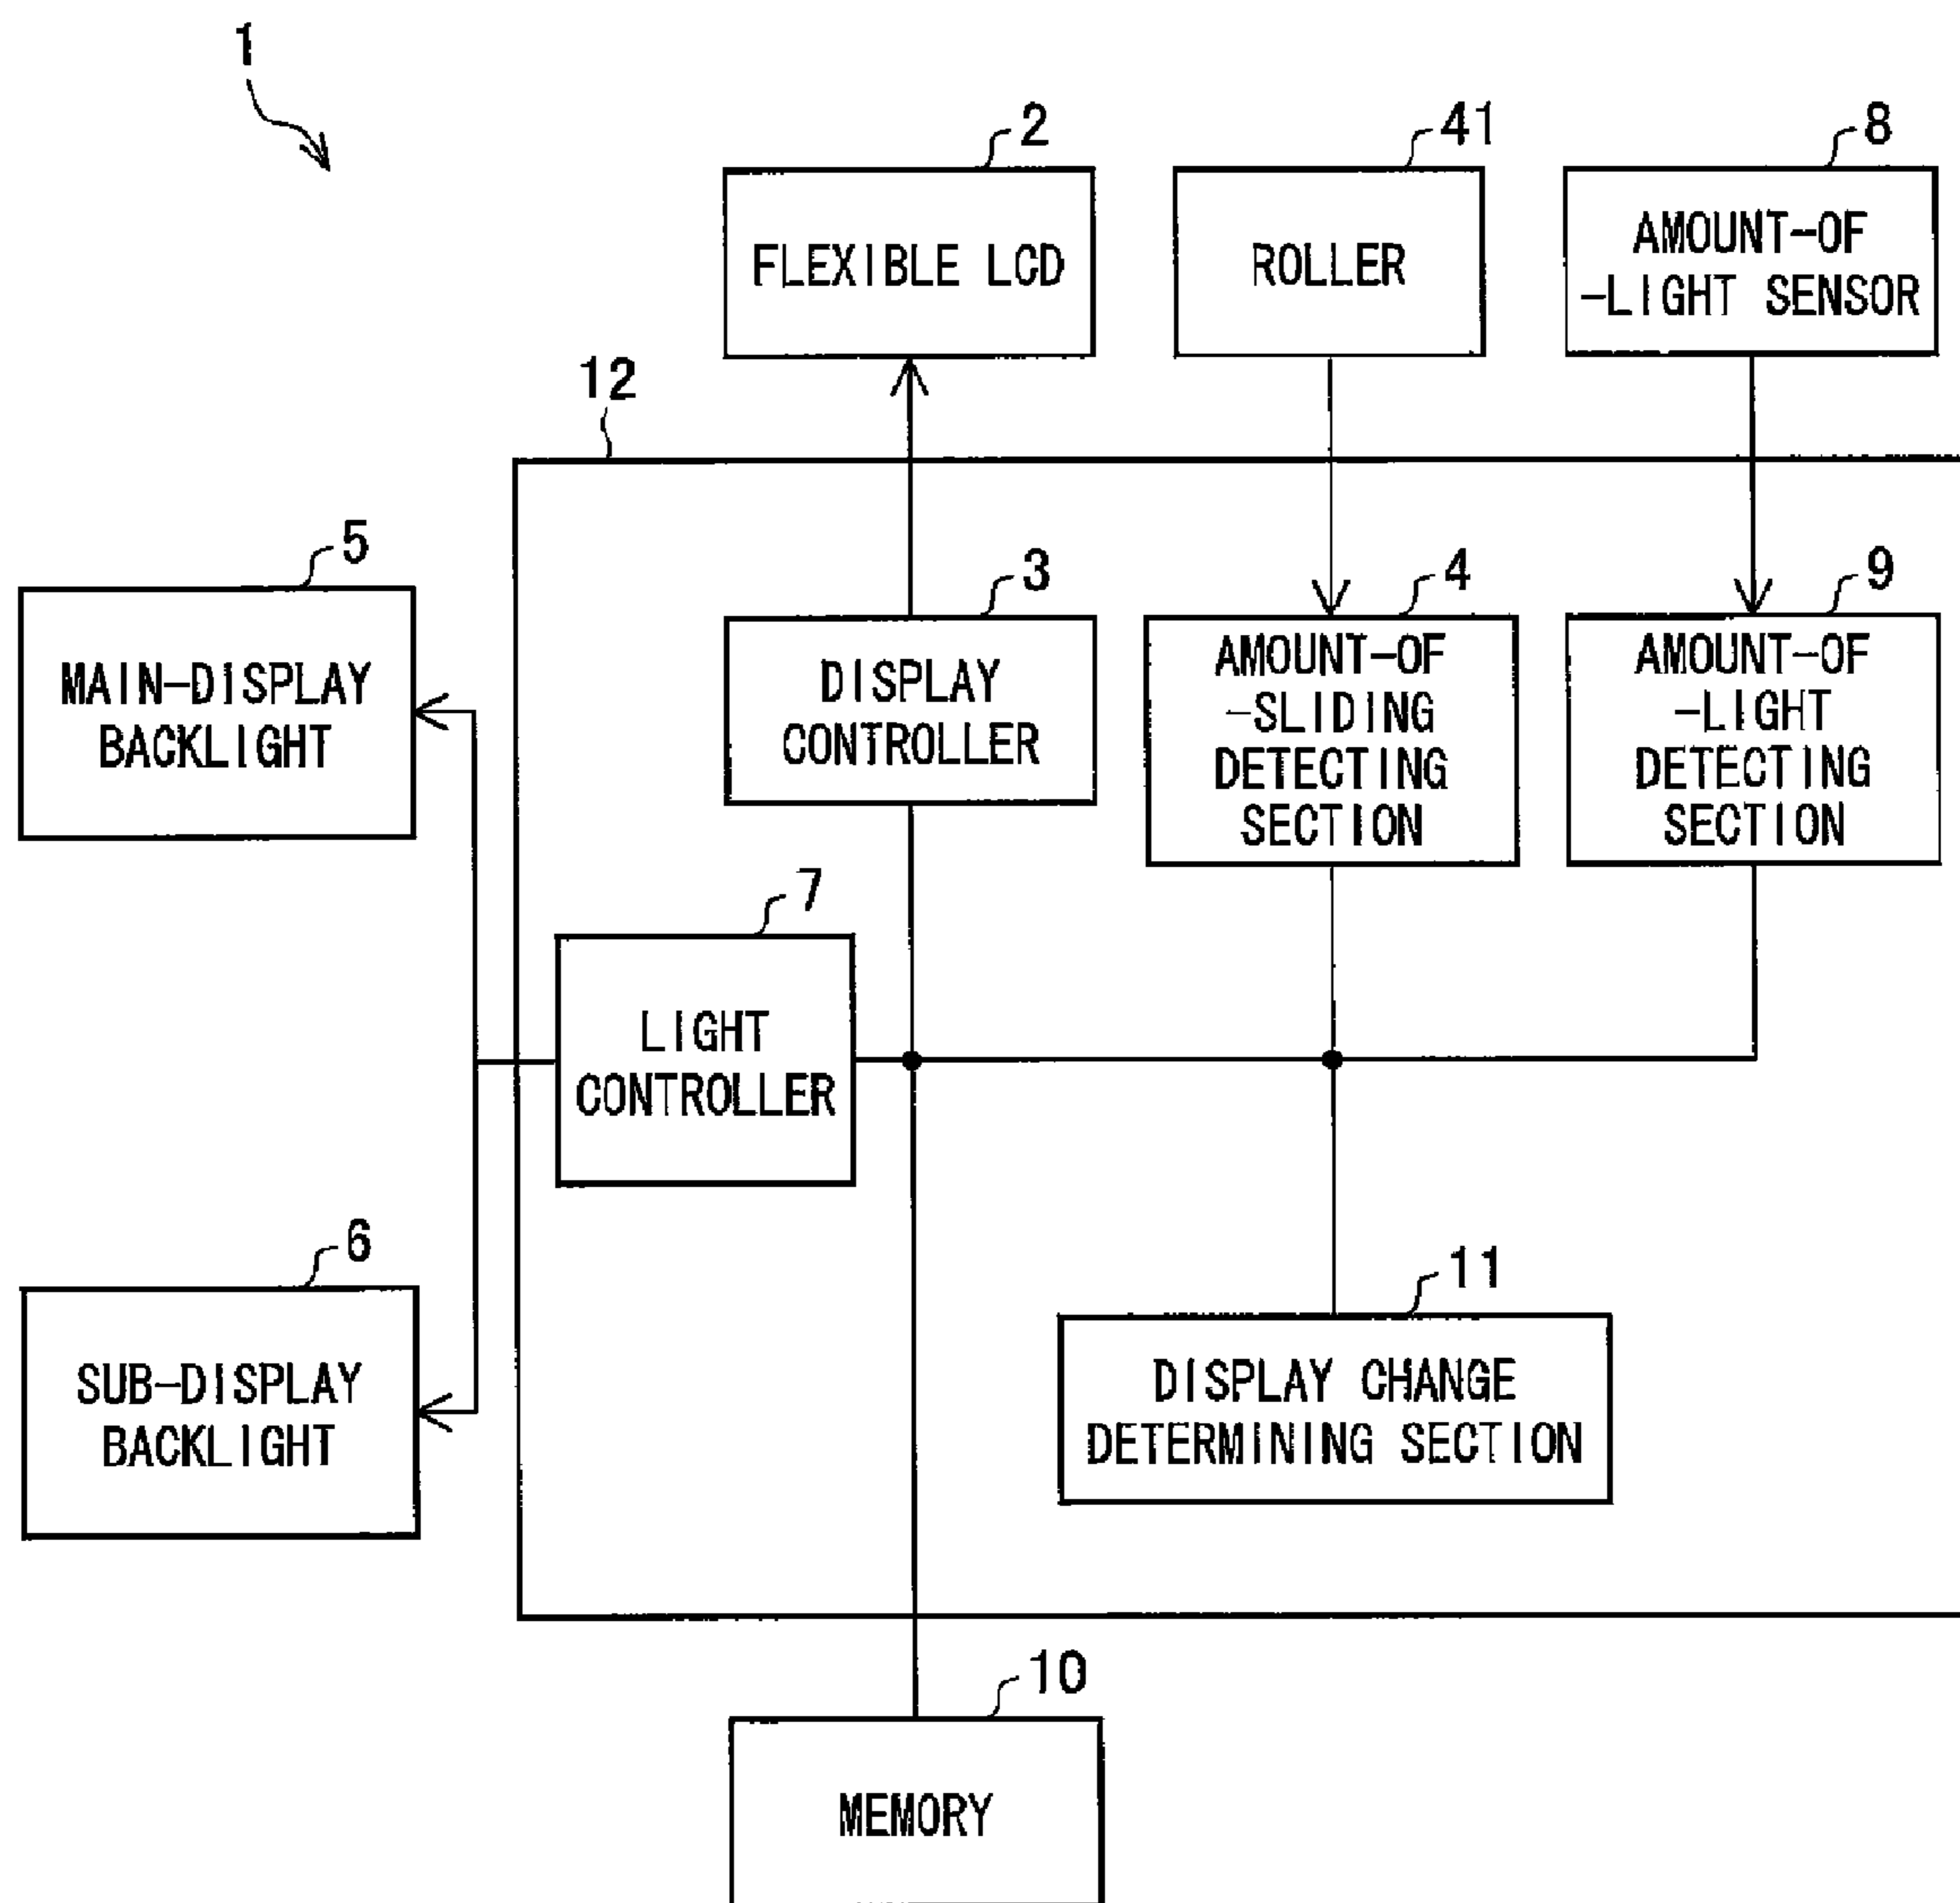 1
2
41
8
FLEXIBLE LCD
ROLLER
AMOUNT-OF
-LIGHT SENSOR
12
5
3
4
9
MAIN-DISPLAY
BACKLIGHT
DISPLAY
CONTROLLER
AMOUNT-OF
-SLIDING
DETECTING
SECTION
AMOUNT-OF
-LIGHT
DETECTING
SECTION
7
LIGHT
CONTROLLER
6
11
SUB-DISPLAY
BACKLIGHT
DISPLAY CHANGE
DETERMINING SECTION
10
MEMORY